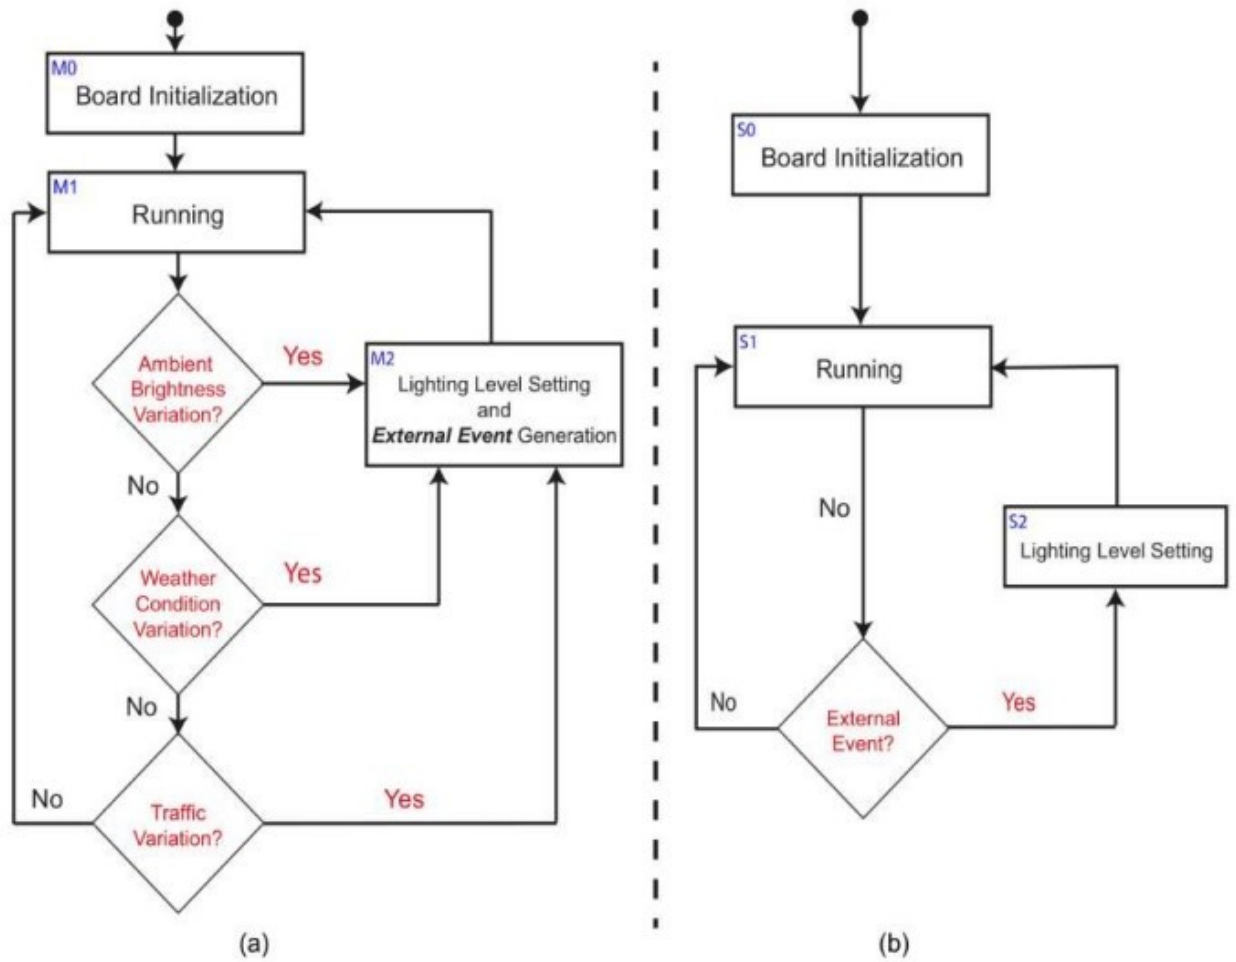 M0
Board Initialization
M1
Running
Ambient
Brightness
Variation?
Yes
M2
Lighting Level Setting
and
External Event Generation
No
Weather
Condition
Variation?
Yes
No
Traffic
Variation?
No
Yes
(a)
S0
Board Initialization
S1
Running
No
S2
Lighting Level Setting
External
Event?
No
Yes
(b)